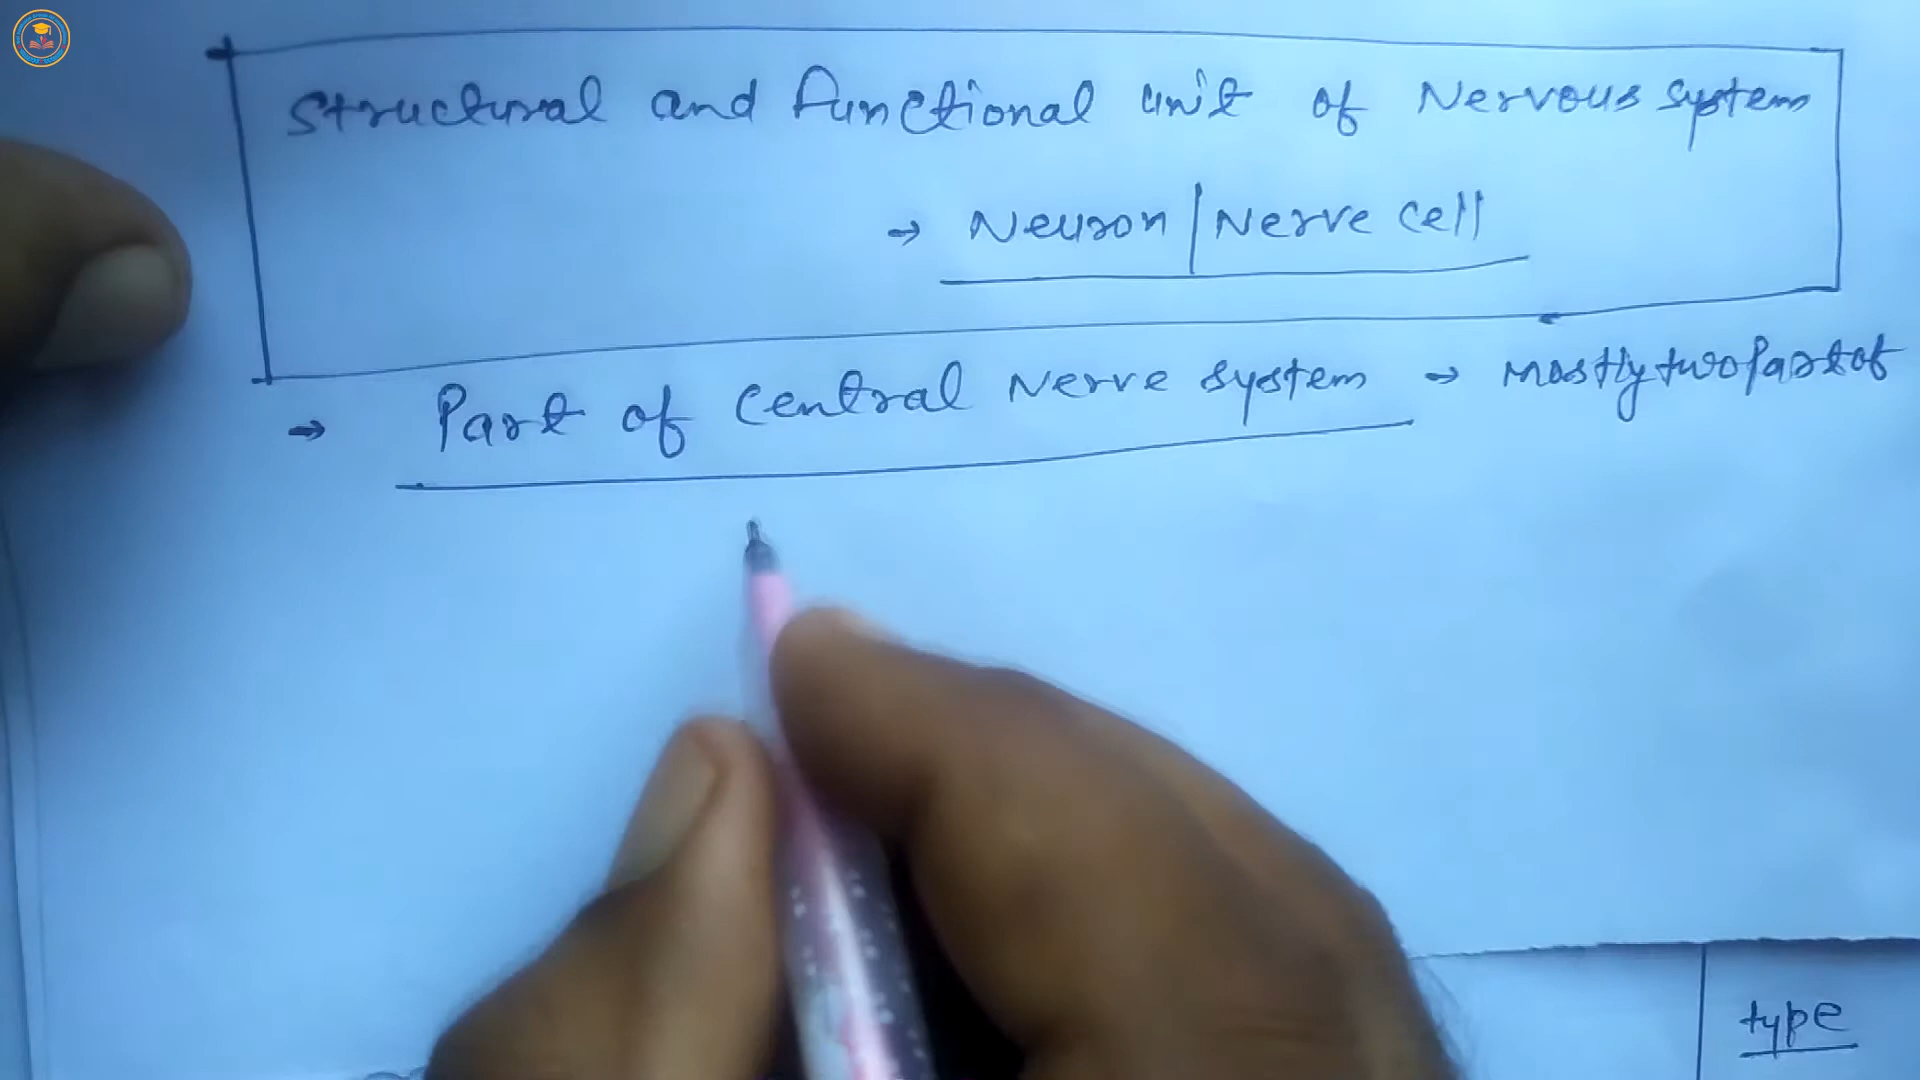 Structural and functional unit of Nervous system
→ Neuron | Nerve cell
→ Part of central Nerve system → mostly two part of
type